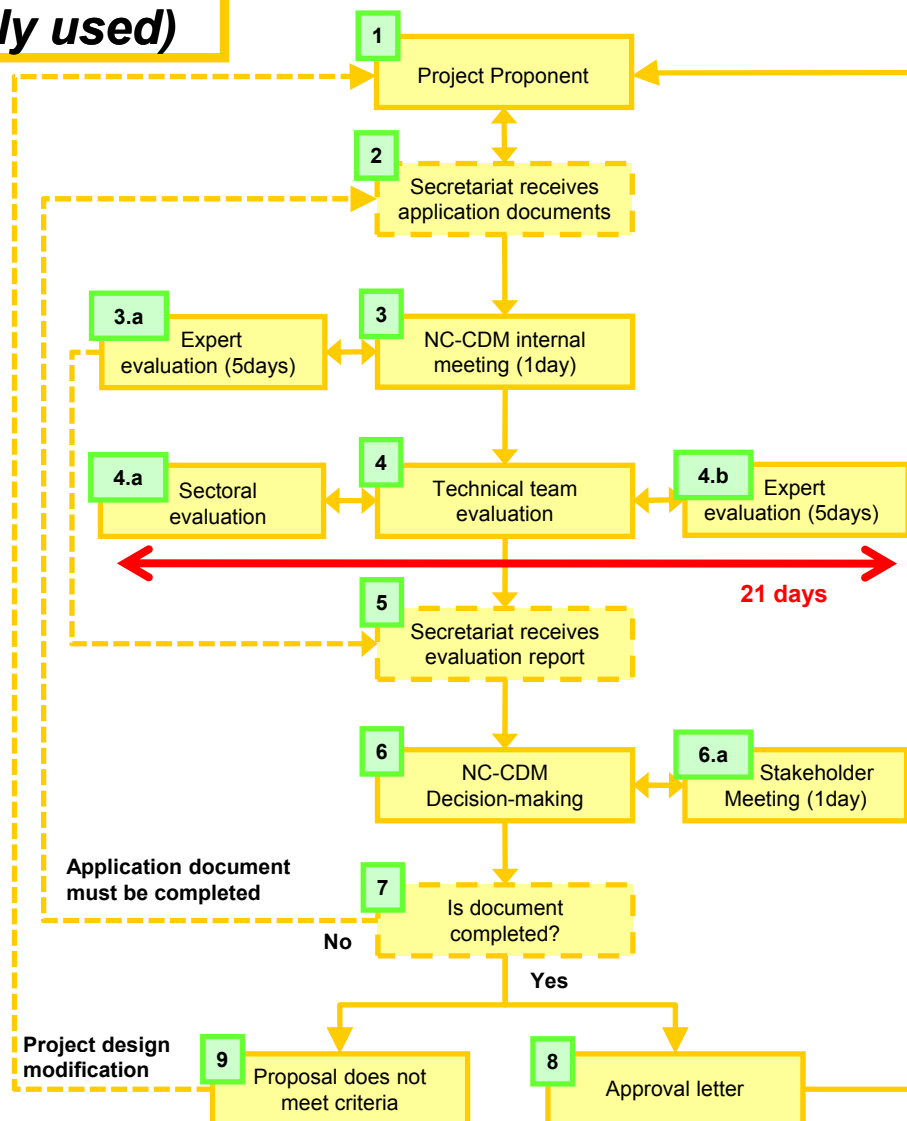 ly used)
1
Project Proponent
2
Secretariat receives
application documents
3.a
Expert
evaluation (5days)
3
NC-CDM internal
meeting (1day)
4.a
Sectoral
evaluation
4
Technical team
evaluation
4.b
Expert
evaluation (5days)
21 days
5
Secretariat receives
evaluation report
6
NC-CDM
Decision-making
6.a
Stakeholder
Meeting (1day)
Application document
must be completed
7
Is document
completed?
No
Yes
Project design
modification
9
Proposal does not
meet criteria
8
Approval letter